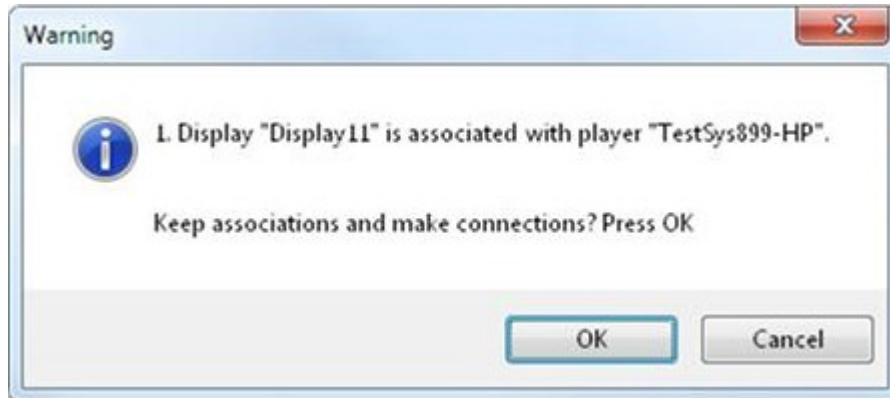 Warning
1. Display "Display11" is associated with player "TestSys899-HP".
Keep associations and make connections? Press OK
OK
Cancel